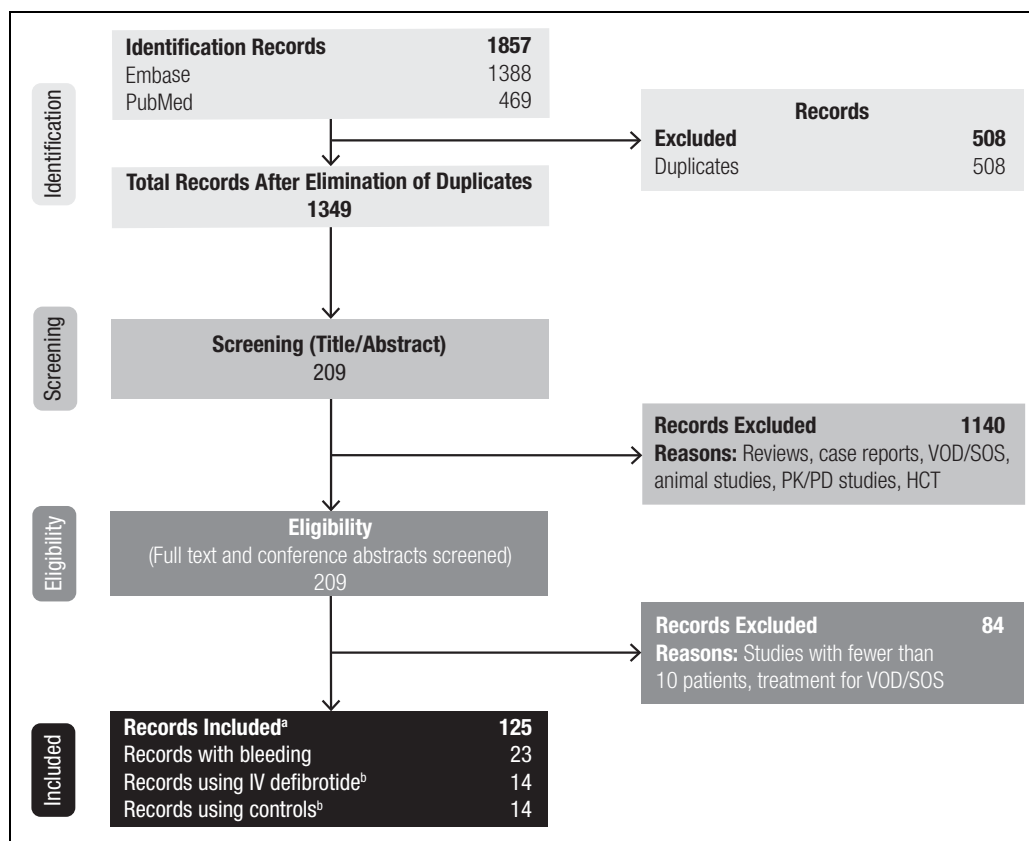 Identification
Identification Records 1857
Embase 1388
PubMed 469
Records
Excluded 508
Duplicates 508
Total Records After Elimination of Duplicates
1349
Screening
Screening (Title/Abstract)
209
Records Excluded 1140
Reasons: Reviews, case reports, VOD/SOS,
animal studies, PK/PD studies, HCT
Eligibility
Eligibility
(Full text and conference abstracts screened)
209
Records Excluded 84
Reasons: Studies with fewer than
10 patients, treatment for VOD/SOS
Included
Records Includedᵃ 125
Records with bleeding 23
Records using IV defibrotideᵇ 14
Records using controlsᵇ 14